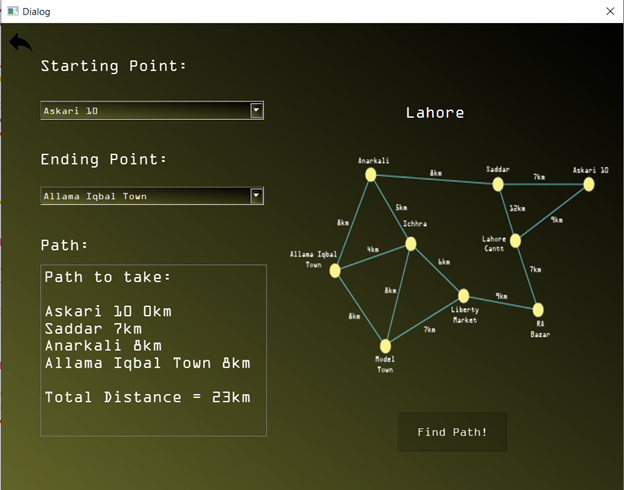 Dialog
Starting Point:
Askari 10
Ending Point:
Allama Iqbal Town
Path:
Path to take:
Askari 10 0km
Saddar 7km
Anarkali 8km
Allama Iqbal Town 8km
Total Distance = 23km
Lahore
Anarkali
Saddar
Askari 10
8km
7km
8km
5km
12km
9km
Ichhra
Lahore
Cantt
Allama Iqbal
Town
4km
6km
7km
8km
8km
9km
Liberty
Market
RA
Bazar
7km
Model
Town
Find Path!